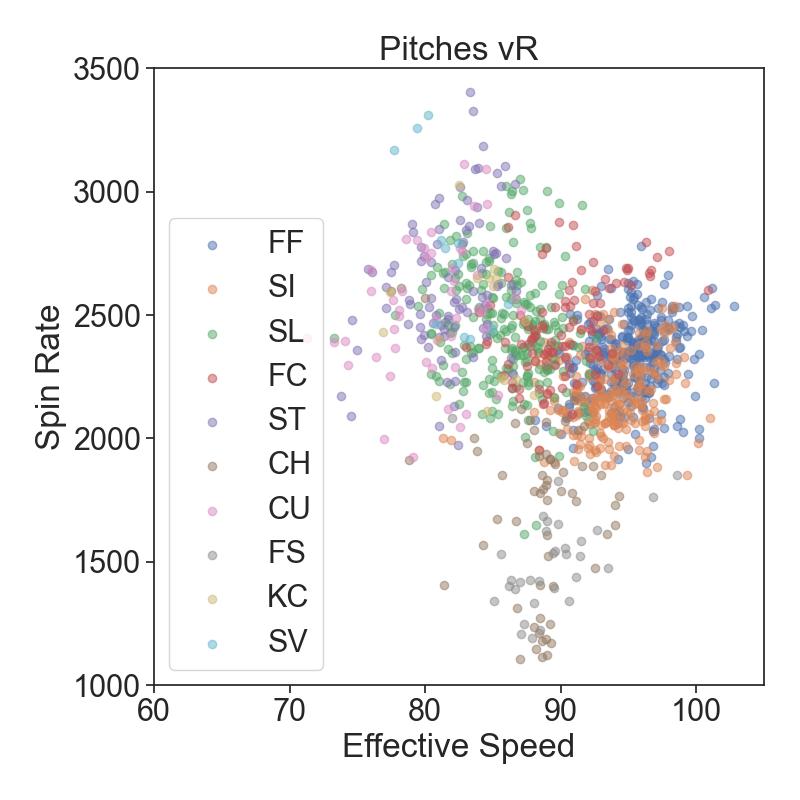 Pitches vR
3500
3000
2500
2000
1500
1000
Spin Rate
FF
SI
SL
FC
ST
CH
CU
FS
KC
SV
60
70
80
90
100
Effective Speed